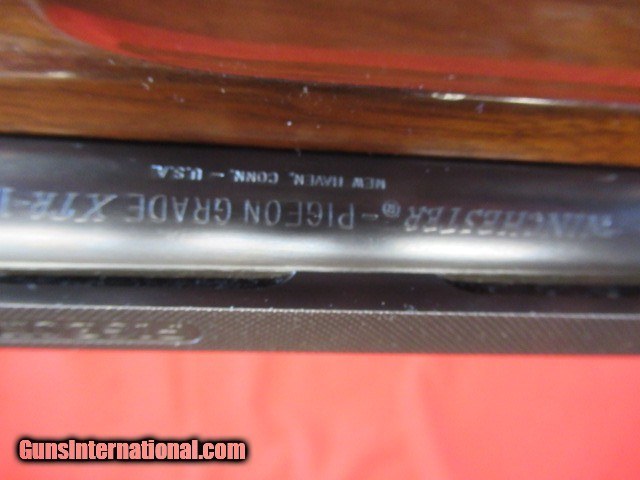 WINCHESTER® - PIGEON GRADE XTR-
NEW HAVEN, CONN. - U.S.A.
GunsInternational.com